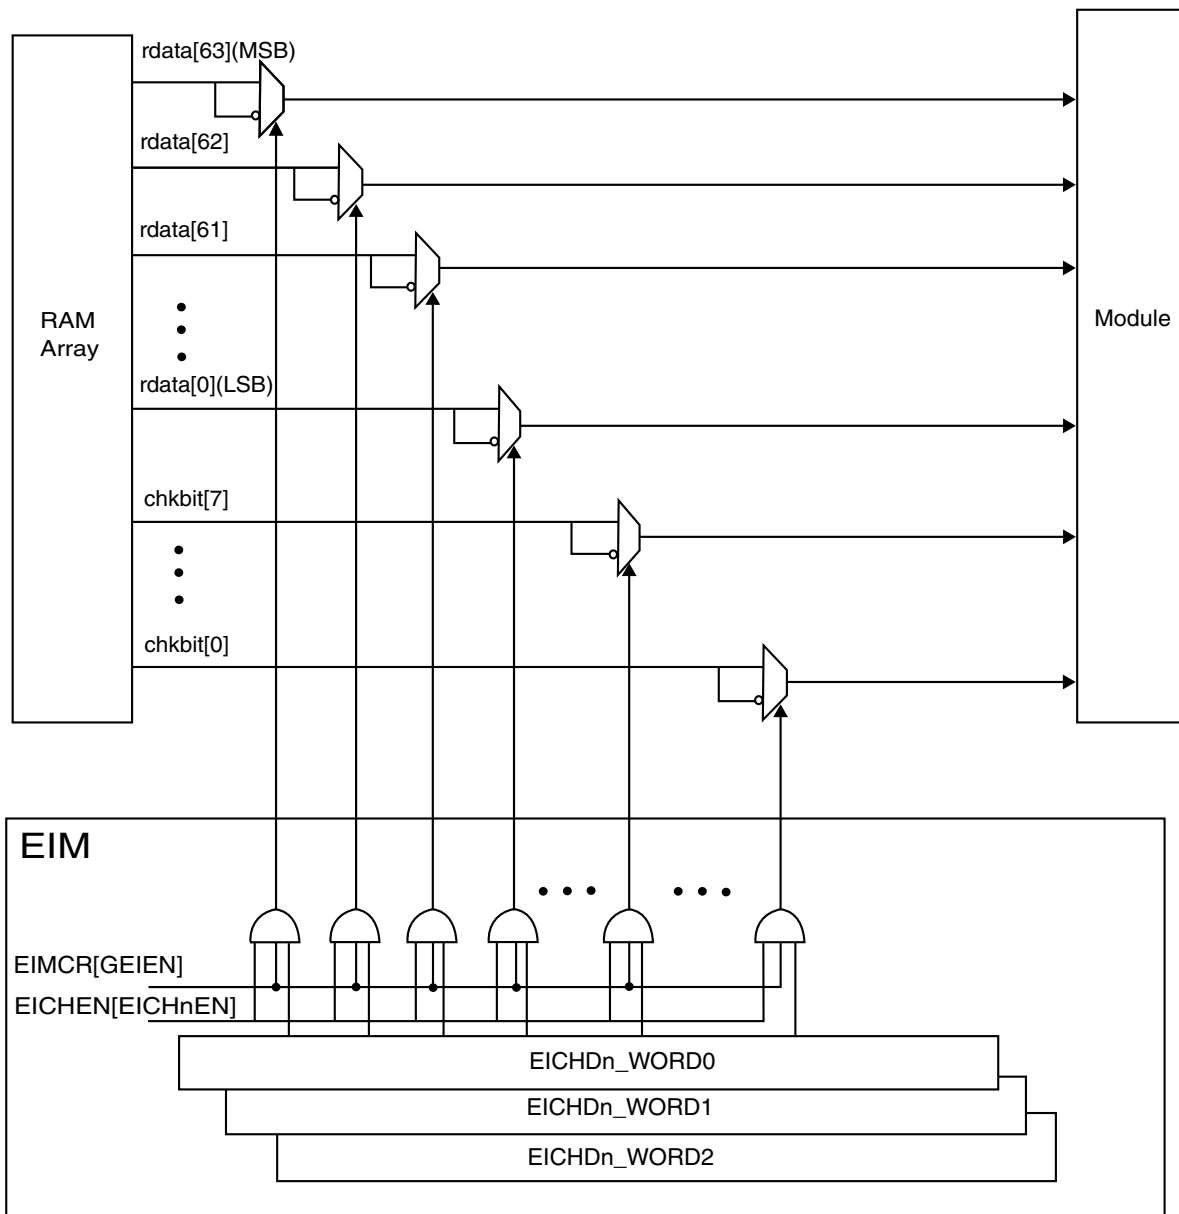 rdata[63](MSB)
rdata[62]
rdata[61]
RAM
Array
Module
rdata[0](LSB)
chkbit[7]
chkbit[0]
EIM
EIMCR[GEIEN]
EICHEN[EICHnEN]
EICHDn_WORD0
EICHDn_WORD1
EICHDn_WORD2